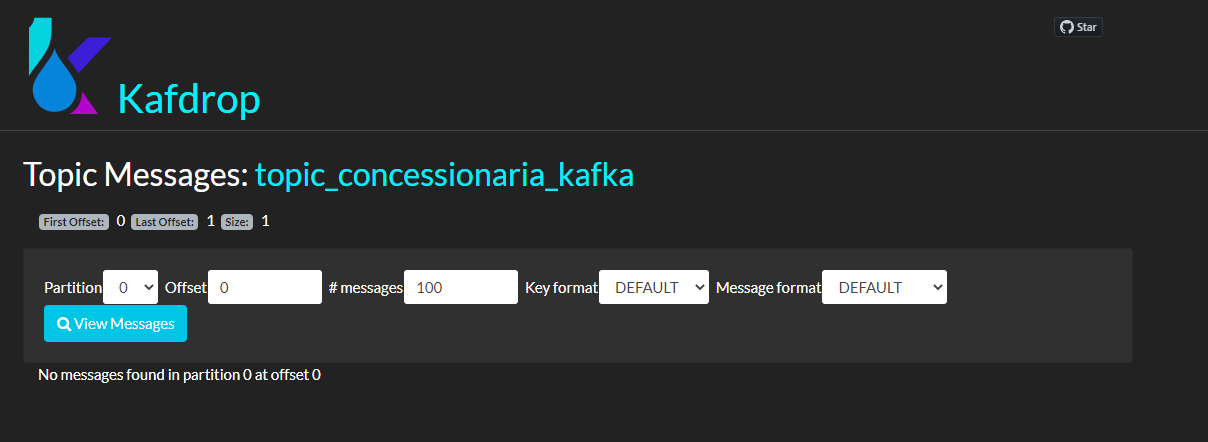 Star
Kafdrop
Topic Messages: topic_concessionaria_kafka
First Offset: 0 Last Offset: 1 Size: 1
Partition 0 Offset 0 # messages 100 Key format DEFAULT Message format DEFAULT
View Messages
No messages found in partition 0 at offset 0